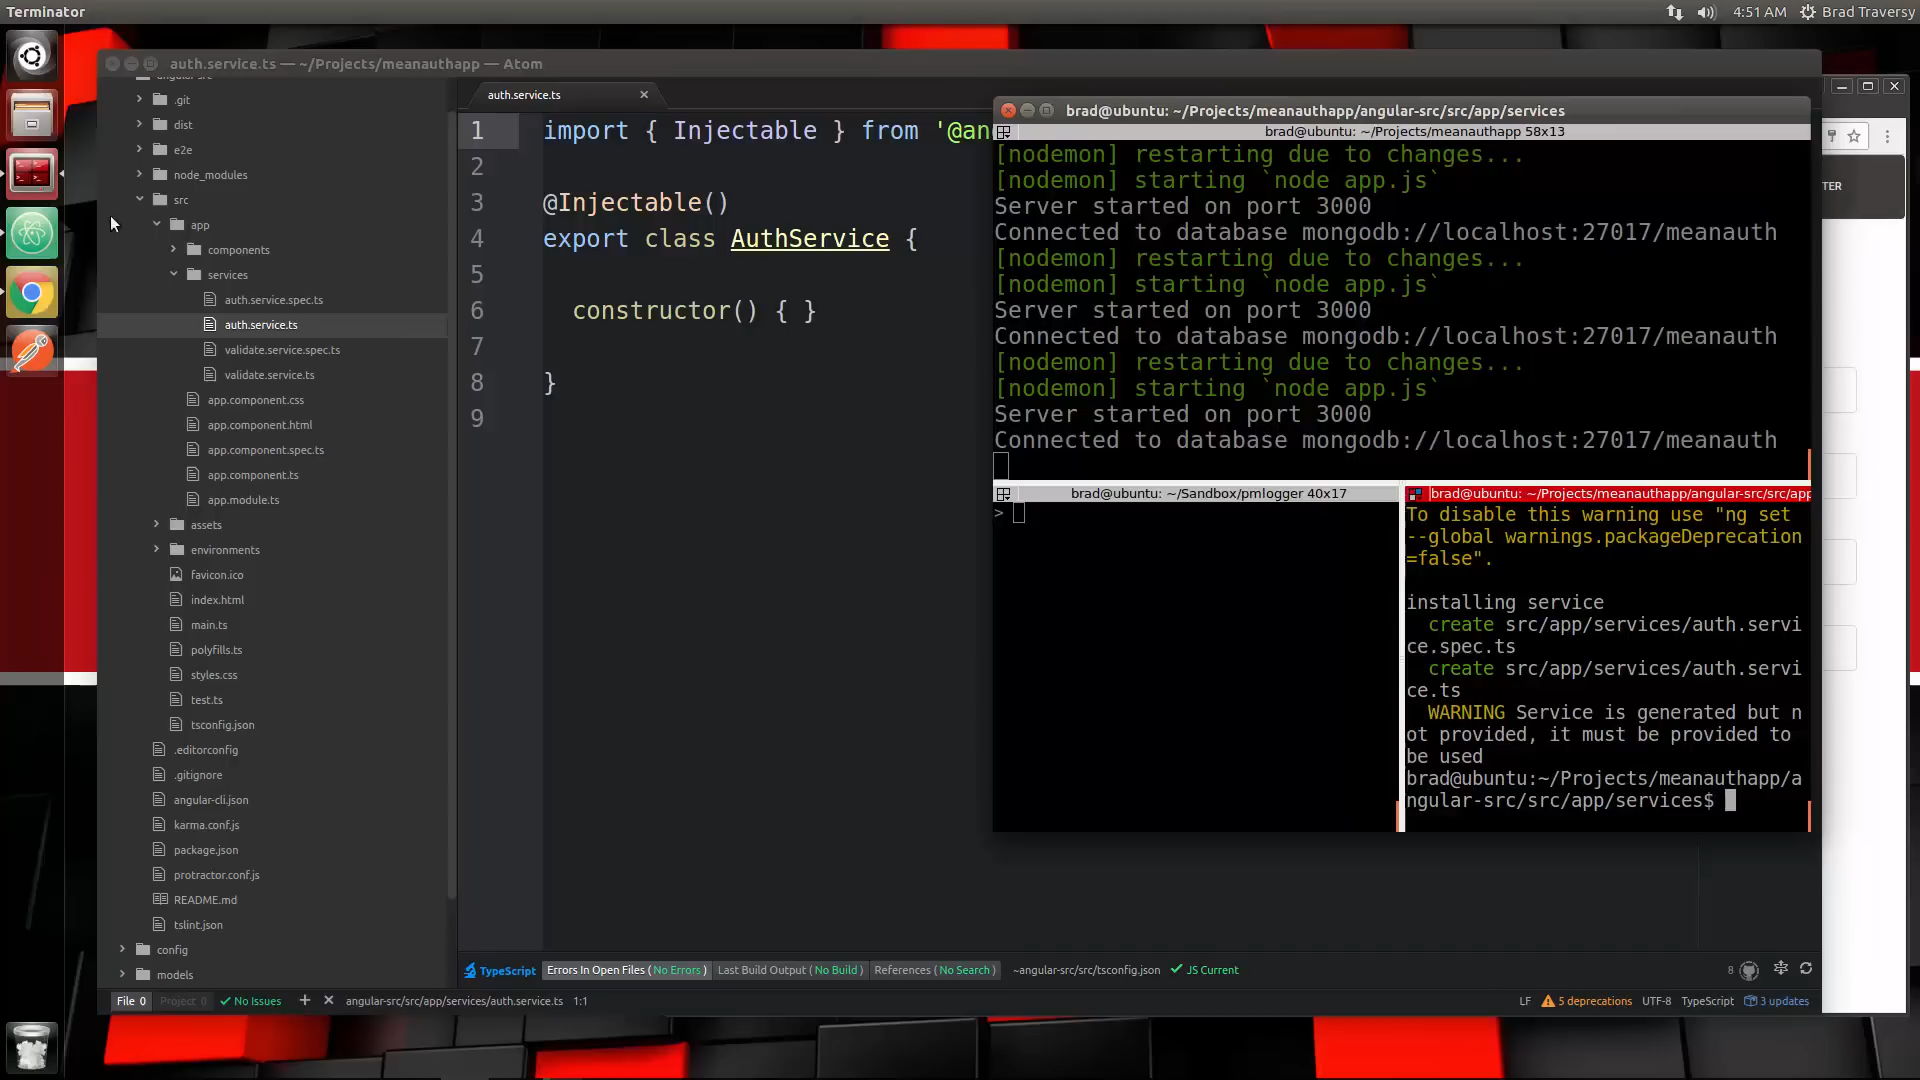 Terminator
4:51 AM
Brad Traversy
auth.service.ts — ~/Projects/meanauthapp — Atom
.git
dist
e2e
node_modules
src
app
components
services
auth.service.spec.ts
auth.service.ts
validate.service.spec.ts
validate.service.ts
app.component.css
app.component.html
app.component.spec.ts
app.component.ts
app.module.ts
assets
environments
favicon.ico
index.html
main.ts
polyfills.ts
styles.css
test.ts
tsconfig.json
.editorconfig
.gitignore
angular-cli.json
karma.conf.js
package.json
protractor.conf.js
README.md
tslint.json
config
models
auth.service.ts
1 import { Injectable } from '@an
2
3 @Injectable()
4 export class AuthService {
5
6 constructor() { }
7
8 }
9
brad@ubuntu: ~/Projects/meanauthapp/angular-src/src/app/services
brad@ubuntu: ~/Projects/meanauthapp 58x13
[nodemon] restarting due to changes...
[nodemon] starting `node app.js`
Server started on port 3000
Connected to database mongodb://localhost:27017/meanauth
[nodemon] restarting due to changes...
[nodemon] starting `node app.js`
Server started on port 3000
Connected to database mongodb://localhost:27017/meanauth
[nodemon] restarting due to changes...
[nodemon] starting `node app.js`
Server started on port 3000
Connected to database mongodb://localhost:27017/meanauth
brad@ubuntu: ~/Sandbox/pmlogger 40x17
>
brad@ubuntu: ~/Projects/meanauthapp/angular-src/src/app
To disable this warning use "ng set
--global warnings.packageDeprecation
=false".
installing service
create src/app/services/auth.servi
ce.spec.ts
create src/app/services/auth.servi
ce.ts
WARNING Service is generated but n
ot provided, it must be provided to
be used
brad@ubuntu:~/Projects/meanauthapp/a
ngular-src/src/app/services$
TER
TypeScript
Errors In Open Files ( No Errors )
Last Build Output ( No Build )
References ( No Search )
~angular-src/src/tsconfig.json
JS Current
8
File 0
Project 0
No Issues
angular-src/src/app/services/auth.service.ts 1:1
LF
5 deprecations
UTF-8
TypeScript
3 updates